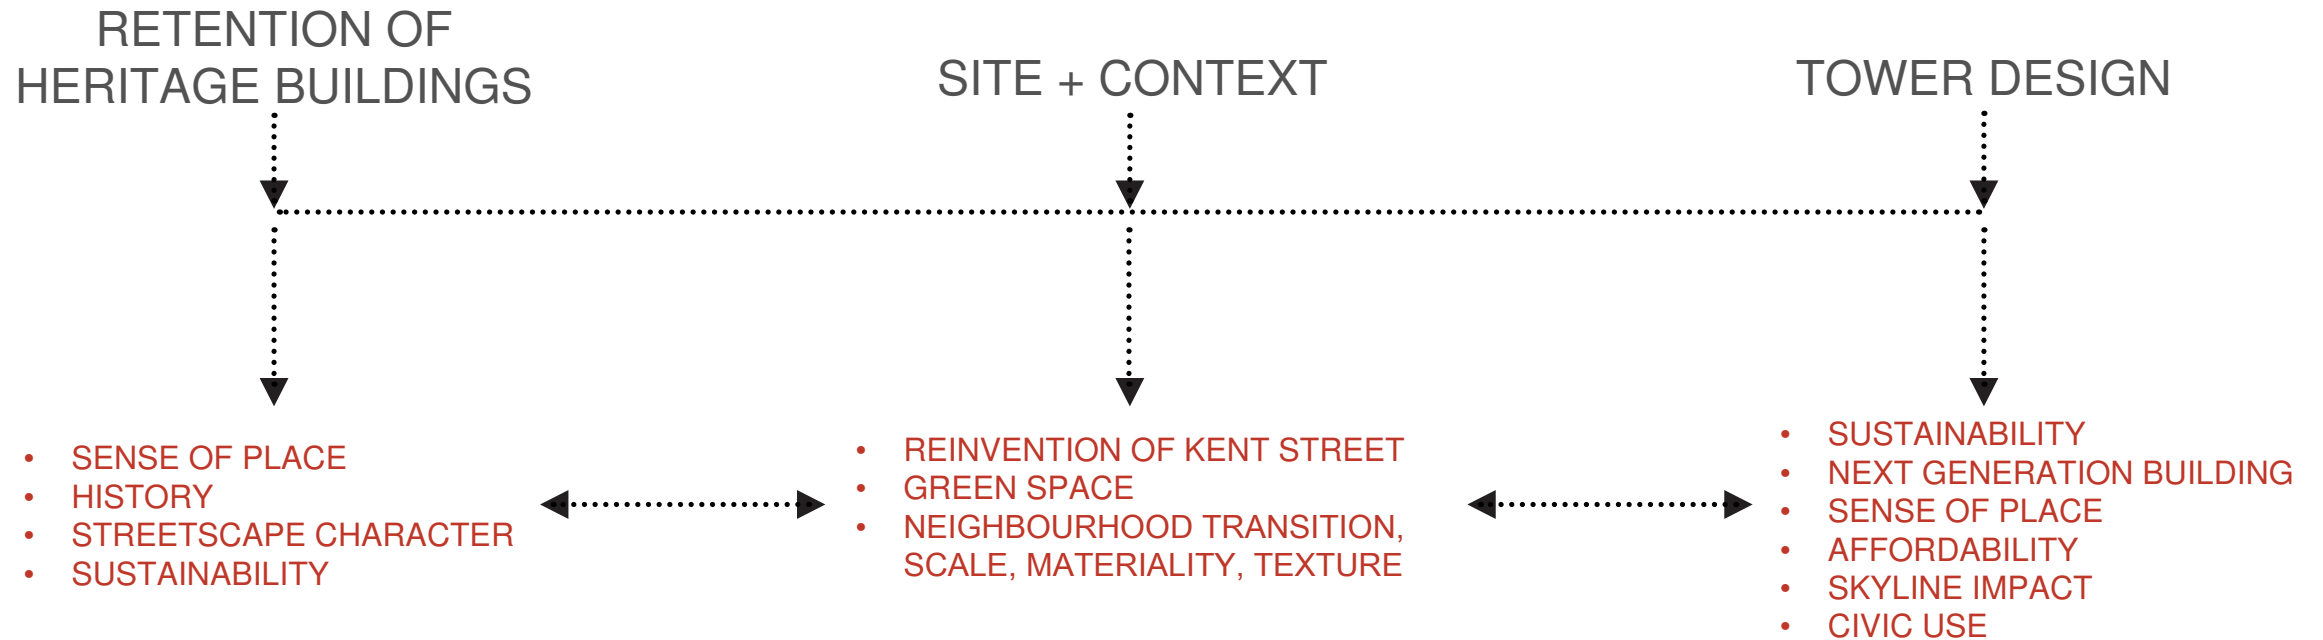 RETENTION OF
HERITAGE BUILDINGS
SITE + CONTEXT
TOWER DESIGN
• SENSE OF PLACE
• HISTORY
• STREETSCAPE CHARACTER
• SUSTAINABILITY
• REINVENTION OF KENT STREET
• GREEN SPACE
• NEIGHBOURHOOD TRANSITION,
SCALE, MATERIALITY, TEXTURE
• SUSTAINABILITY
• NEXT GENERATION BUILDING
• SENSE OF PLACE
• AFFORDABILITY
• SKYLINE IMPACT
• CIVIC USE